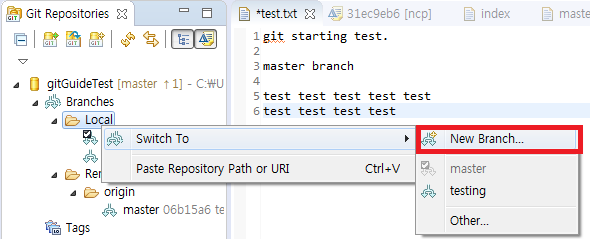 Git Repositories
*test.txt
31ec9eb6 [ncp]
index
maste
gitGuideTest [master ↑1] - C:₩U
Branches
Local
Ren
origin
master 06b15a6 te
Tags
1 git starting test.
2
3 master branch
4
5 test test test test test
6 test test test test
Switch To
Paste Repository Path or URI Ctrl+V
New Branch...
master
testing
Other...